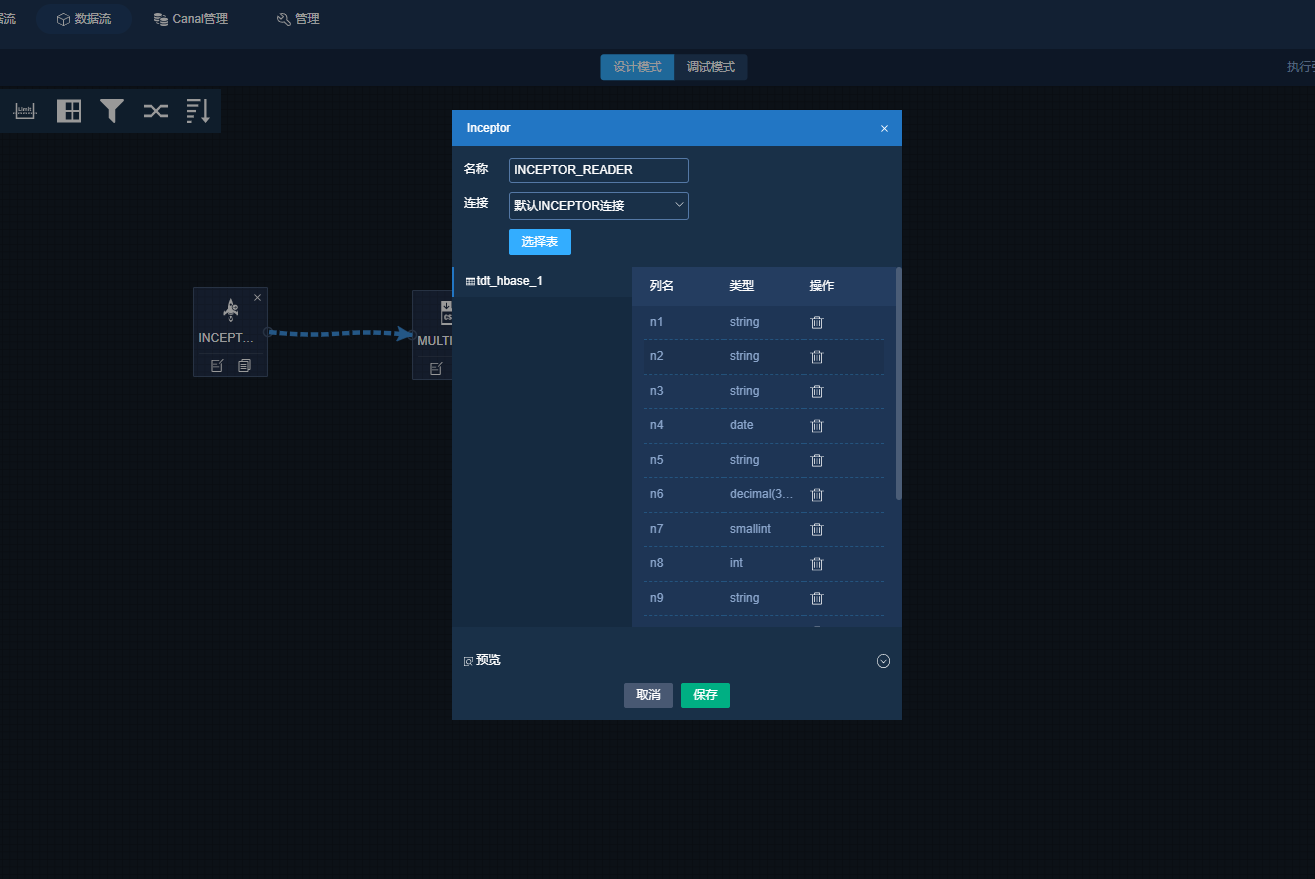 据流
数据流
Canal管理
管理
设计模式
调试模式
执行引
Limit
Inceptor
名称
INCEPTOR_READER
连接
默认INCEPTOR连接
选择表
tdt_hbase_1
列名 类型 操作
n1 string
n2 string
n3 string
n4 date
n5 string
n6 decimal(3...
n7 smallint
n8 int
n9 string
INCEPT...
MULTI
预览
取消
保存